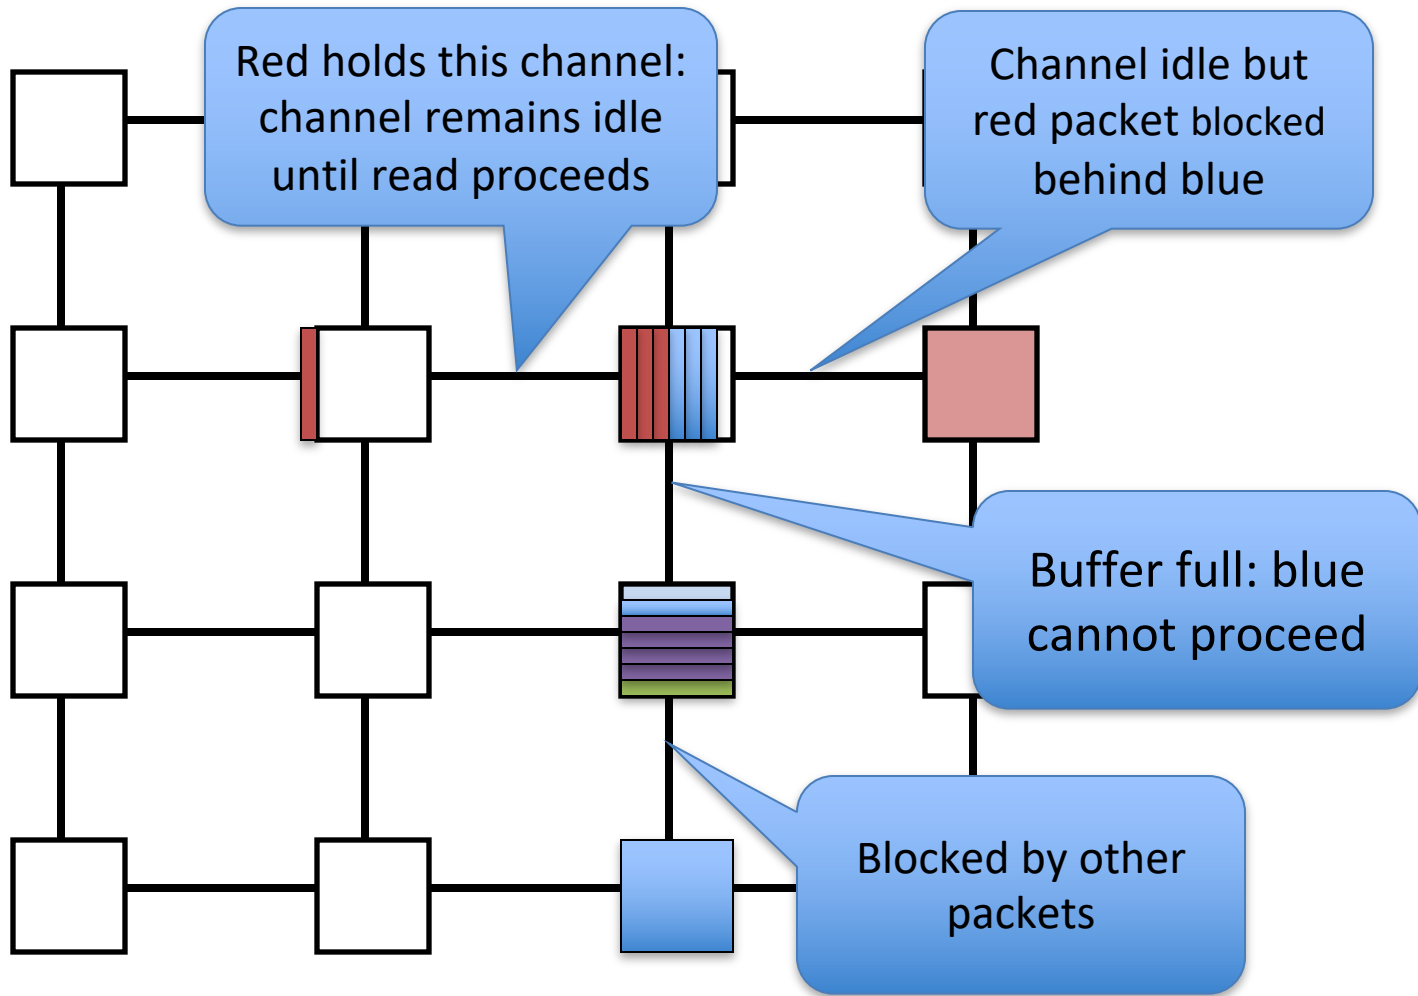 Red holds this channel:
channel remains idle
until read proceeds
Channel idle but
red packet blocked
behind blue
Buffer full: blue
cannot proceed
Blocked by other
packets